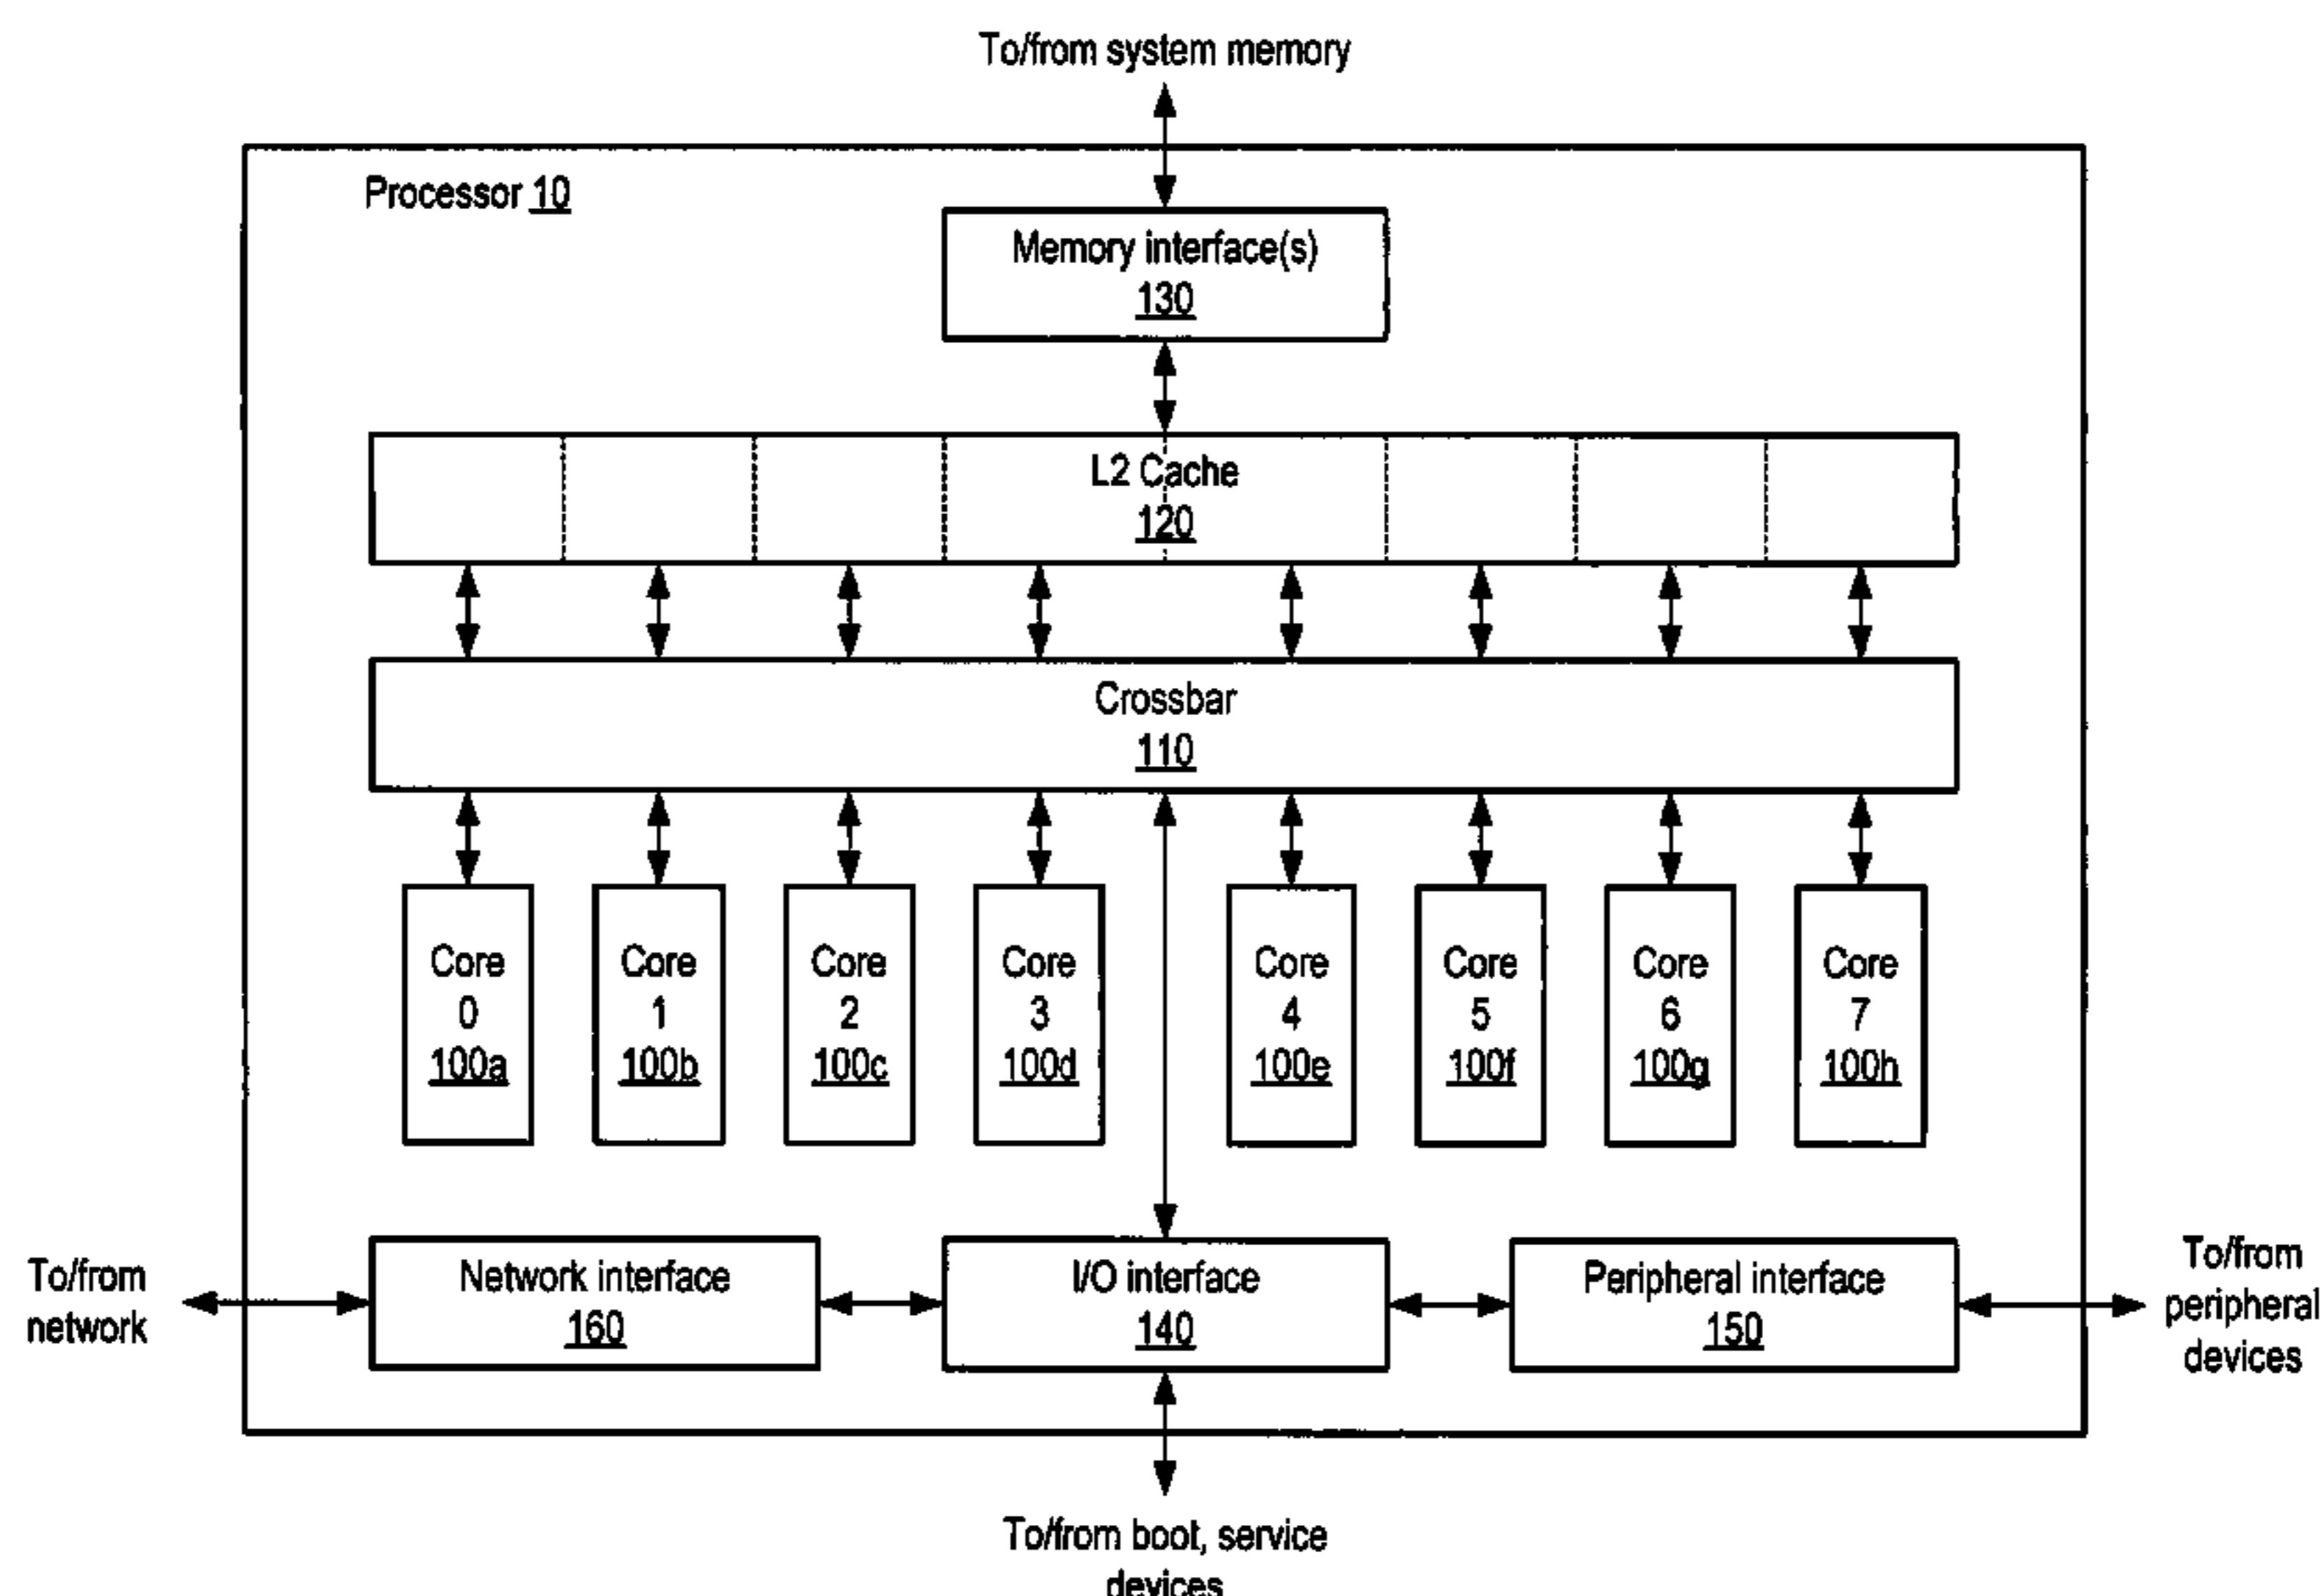 To/from system memory
Processor 10
Memory interface(s)
130
L2 Cache
120
Crossbar
110
Core
0
100a
Core
1
100b
Core
2
100c
Core
3
100d
Core
4
100e
Core
5
100f
Core
6
100g
Core
7
100h
To/from
network
Network interface
160
I/O interface
140
Peripheral interface
150
To/from
peripheral
devices
To/from boot, service
devices